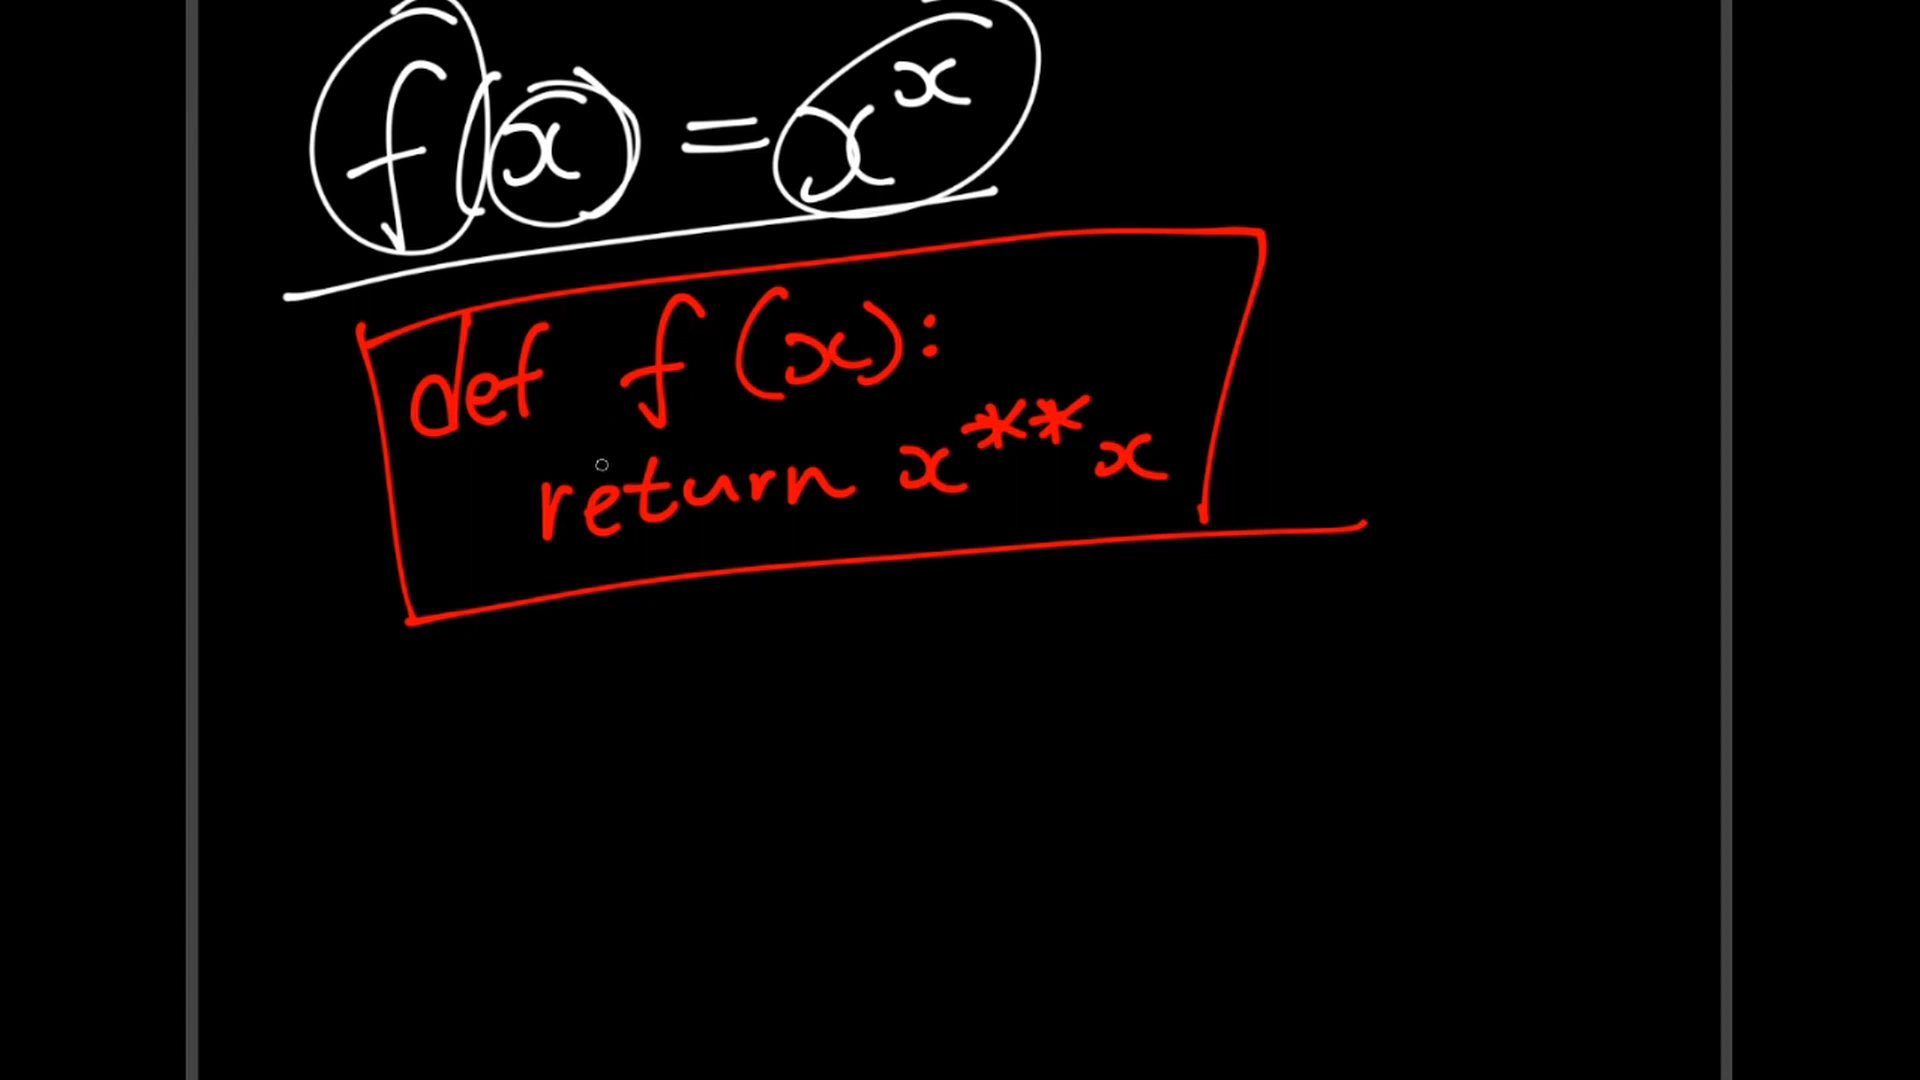 f(x) = x^x
def f(x):
return x**x